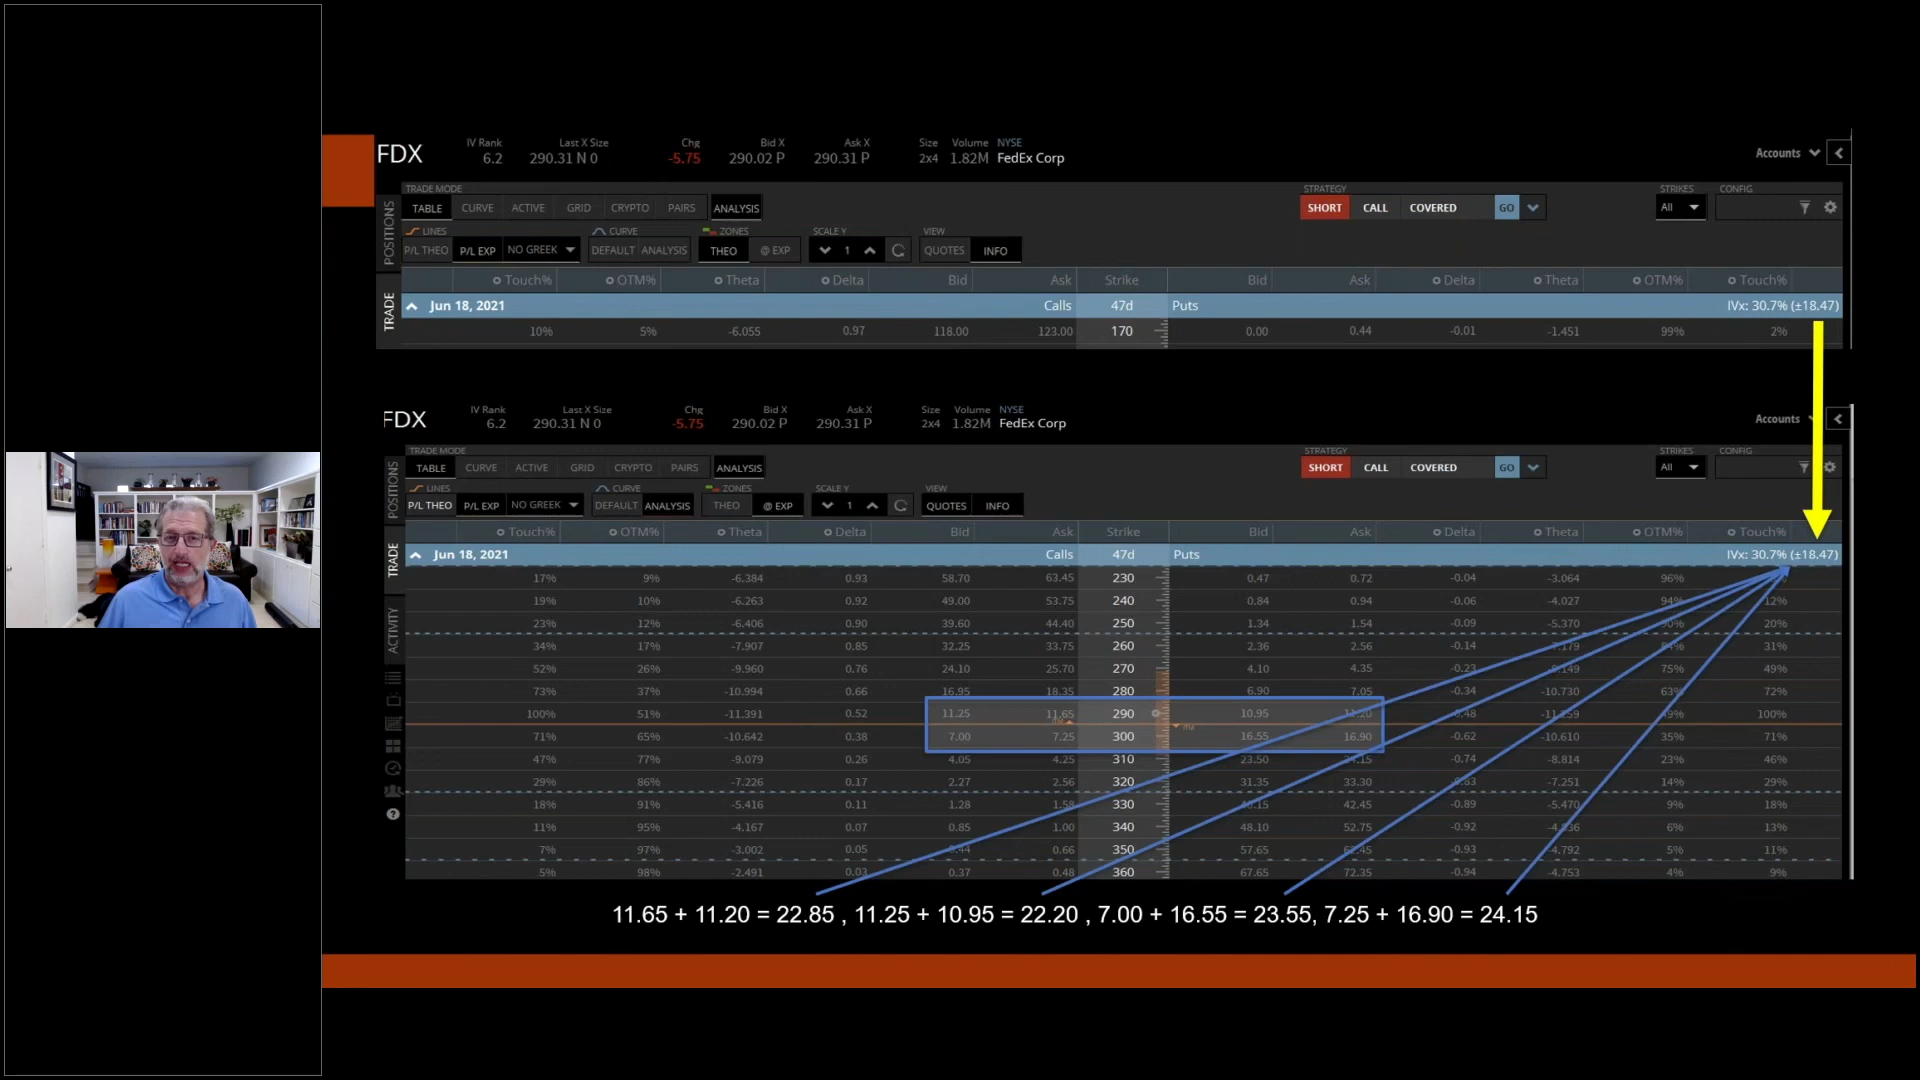 FDX IV Rank Last X Size Chg Bid X Ask X Size Volume NYSE
6.2 290.31 N 0 -5.75 290.02 P 290.31 P 2x4 1.82M FedEx Corp Accounts
TRADE MODE STRATEGY STRIKES CONFIG
TABLE CURVE ACTIVE GRID CRYPTO PAIRS ANALYSIS SHORT CALL COVERED GO All
POSITIONS
LINES CURVE ZONES SCALE Y VIEW
P/L THEO P/L EXP NO GREEK DEFAULT ANALYSIS THEO @ EXP 1 QUOTES INFO
Touch% OTM% Theta Delta Bid Ask Strike Bid Ask Delta Theta OTM% Touch%
TRADE
Jun 18, 2021 Calls 47d Puts IVx: 30.7% (±18.47)
10% 5% -6.055 0.97 118.00 123.00 170 0.00 0.44 -0.01 -1.451 99% 2%
FDX IV Rank Last X Size Chg Bid X Ask X Size Volume NYSE
6.2 290.31 N 0 -5.75 290.02 P 290.31 P 2x4 1.82M FedEx Corp Accounts
TRADE MODE STRATEGY STRIKES CONFIG
TABLE CURVE ACTIVE GRID CRYPTO PAIRS ANALYSIS SHORT CALL COVERED GO All
POSITIONS
LINES CURVE ZONES SCALE Y VIEW
P/L THEO P/L EXP NO GREEK DEFAULT ANALYSIS THEO @ EXP 1 QUOTES INFO
Touch% OTM% Theta Delta Bid Ask Strike Bid Ask Delta Theta OTM% Touch%
TRADE
Jun 18, 2021 Calls 47d Puts IVx: 30.7% (±18.47)
17% 9% -6.384 0.93 58.70 63.45 230 0.47 0.72 -0.04 -3.064 96%
19% 10% -6.263 0.92 49.00 53.75 240 0.84 0.94 -0.06 -4.027 94% 12%
ACTIVITY
23% 12% -6.406 0.90 39.60 44.40 250 1.34 1.54 -0.09 -5.370 90% 20%
34% 17% -7.907 0.85 32.25 33.75 260 2.36 2.56 -0.14 31%
52% 26% -9.960 0.76 24.10 25.70 270 4.10 4.35 -0.23 75% 49%
73% 37% -10.994 0.66 16.95 18.35 280 6.90 7.05 -0.34 -10.730 63% 72%
100% 51% -11.391 0.52 11.25 11.65 290 10.95 11.20 100%
71% 65% -10.642 0.38 7.00 7.25 300 16.55 16.90 -0.62 -10.610 35% 71%
47% 77% -9.079 0.26 4.05 4.25 310 23.50 -0.74 -8.814 23% 46%
29% 86% -7.226 0.17 2.27 2.56 320 31.35 33.30 -7.251 14% 29%
18% 91% -5.416 0.11 1.28 1.58 330 42.45 -0.89 -5.470 9% 18%
11% 95% -4.167 0.07 0.85 1.00 340 48.10 52.75 -0.92 6% 13%
7% 97% -3.002 0.05 0.66 350 57.65 -0.93 -4.792 5% 11%
5% 98% -2.491 0.03 0.37 0.48 360 67.65 72.35 -0.94 -4.753 4% 9%
11.65 + 11.20 = 22.85 , 11.25 + 10.95 = 22.20 , 7.00 + 16.55 = 23.55, 7.25 + 16.90 = 24.15